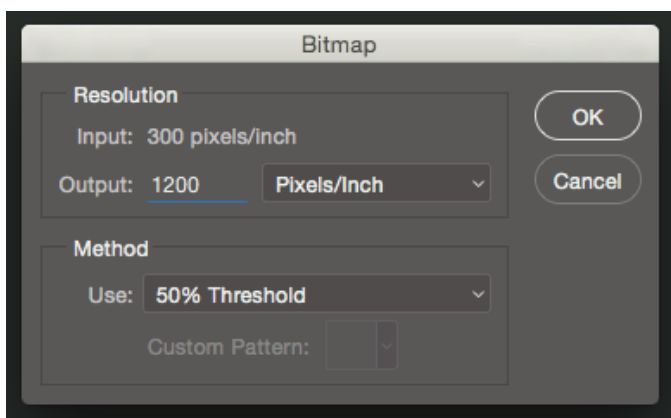 Bitmap
Resolution
Input: 300 pixels/inch
Output: 1200 Pixels/Inch
Method
Use: 50% Threshold
Custom Pattern:
OK
Cancel